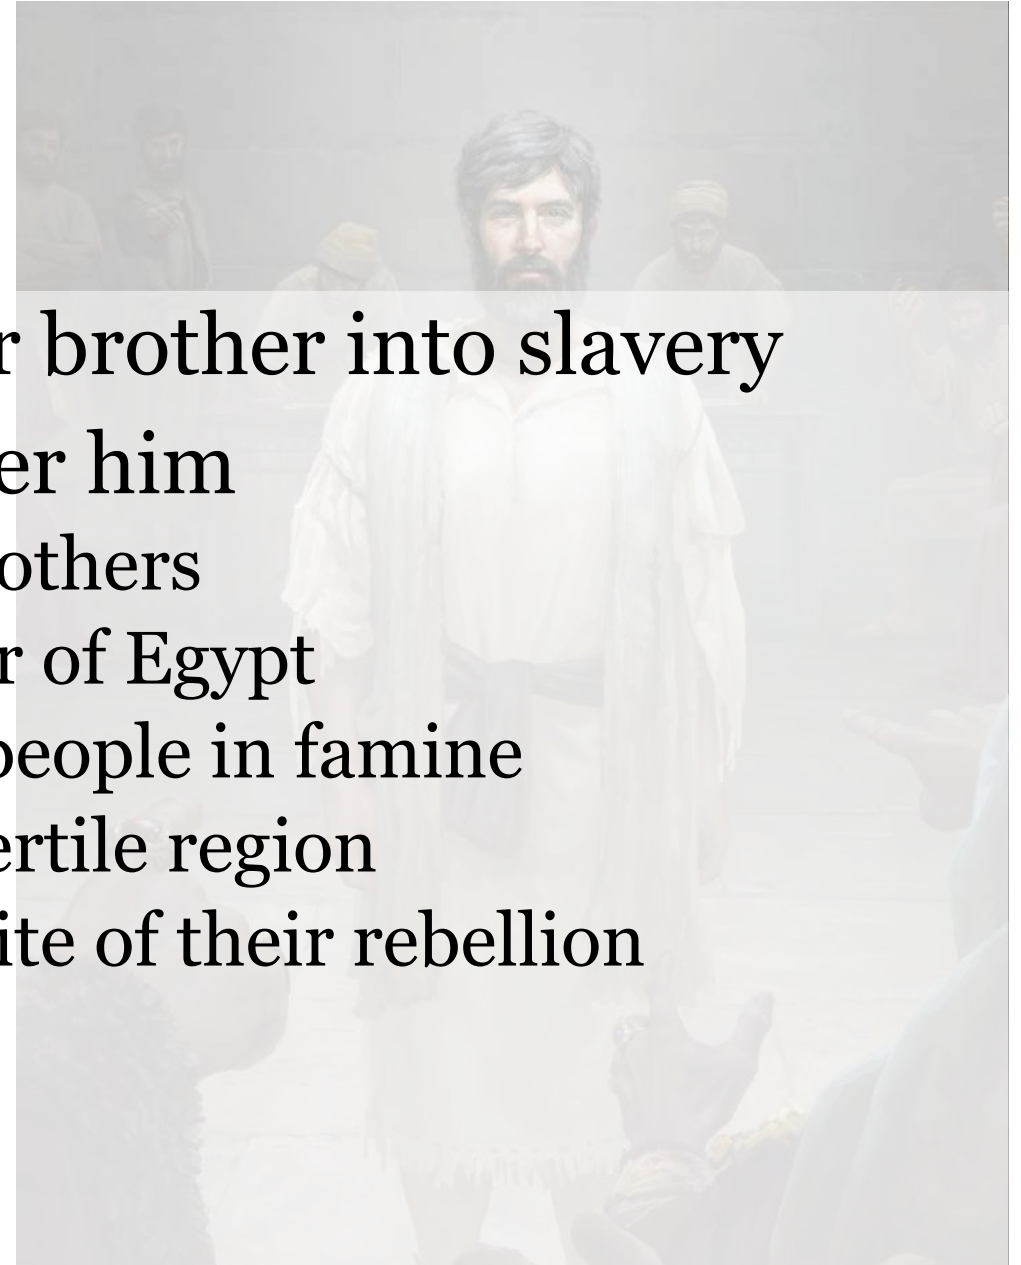 r brother into slavery
er him
others
r of Egypt
people in famine
ertile region
ite of their rebellion